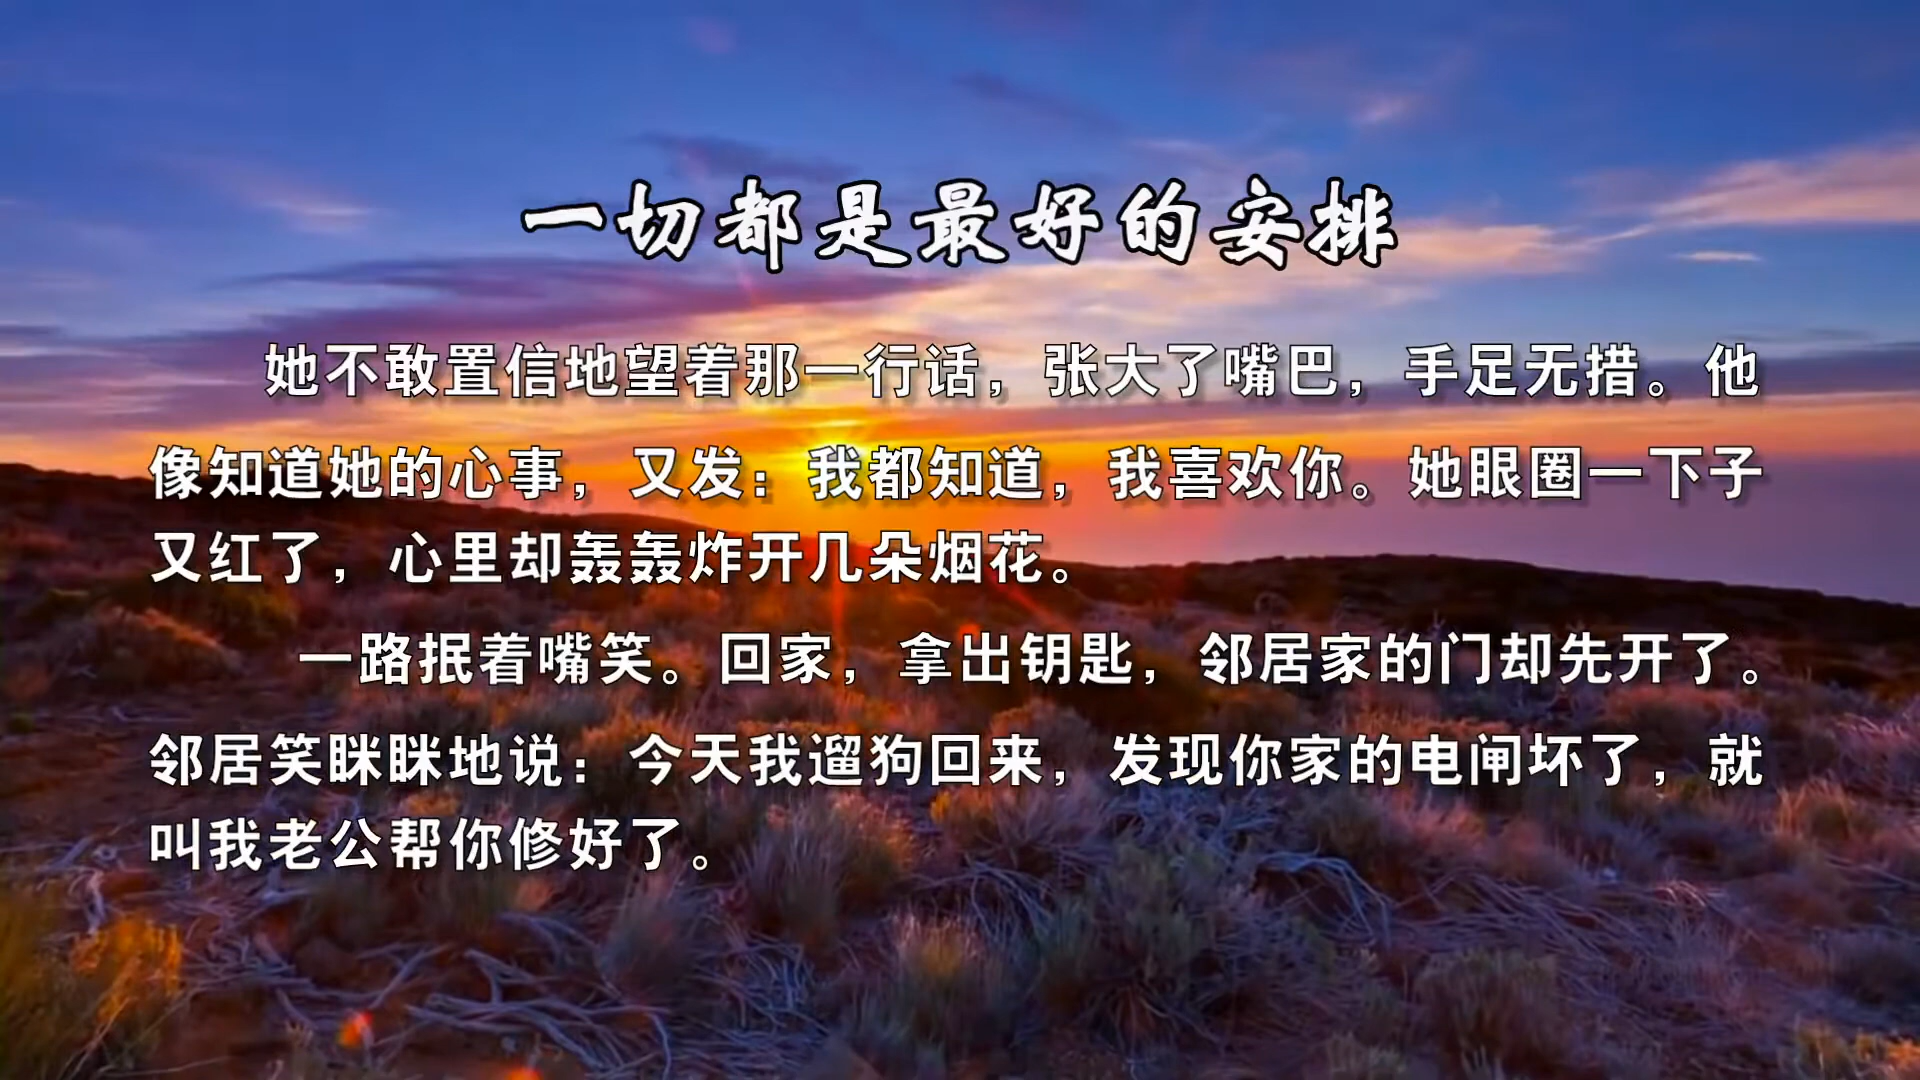 一切都是最好的安排
她不敢置信地望着那一行话，张大了嘴巴，手足无措。他
像知道她的心事，又发：我都知道，我喜欢你。她眼圈一下子
又红了，心里却轰轰炸开几朵烟花。
一路抿着嘴笑。回家，拿出钥匙，邻居家的门却先开了。
邻居笑眯眯地说：今天我遛狗回来，发现你家的电闸坏了，就
叫我老公帮你修好了。